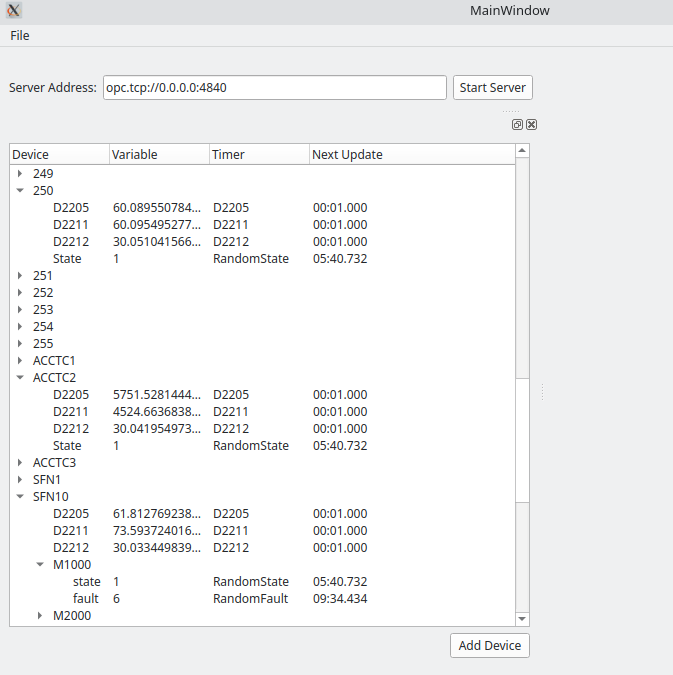 MainWindow
File
Server Address: opc.tcp://0.0.0.0:4840 Start Server
Device Variable Timer Next Update
249
250
D2205 60.089550784... D2205 00:01.000
D2211 60.095495277... D2211 00:01.000
D2212 30.051041566... D2212 00:01.000
State 1 RandomState 05:40.732
251
252
253
254
255
ACCTC1
ACCTC2
D2205 5751.5281444... D2205 00:01.000
D2211 4524.6636838... D2211 00:01.000
D2212 30.041954973... D2212 00:01.000
State 1 RandomState 05:40.732
ACCTC3
SFN1
SFN10
D2205 61.812769238... D2205 00:01.000
D2211 73.593724016... D2211 00:01.000
D2212 30.033449839... D2212 00:01.000
M1000
state 1 RandomState 05:40.732
fault 6 RandomFault 09:34.434
M2000
Add Device